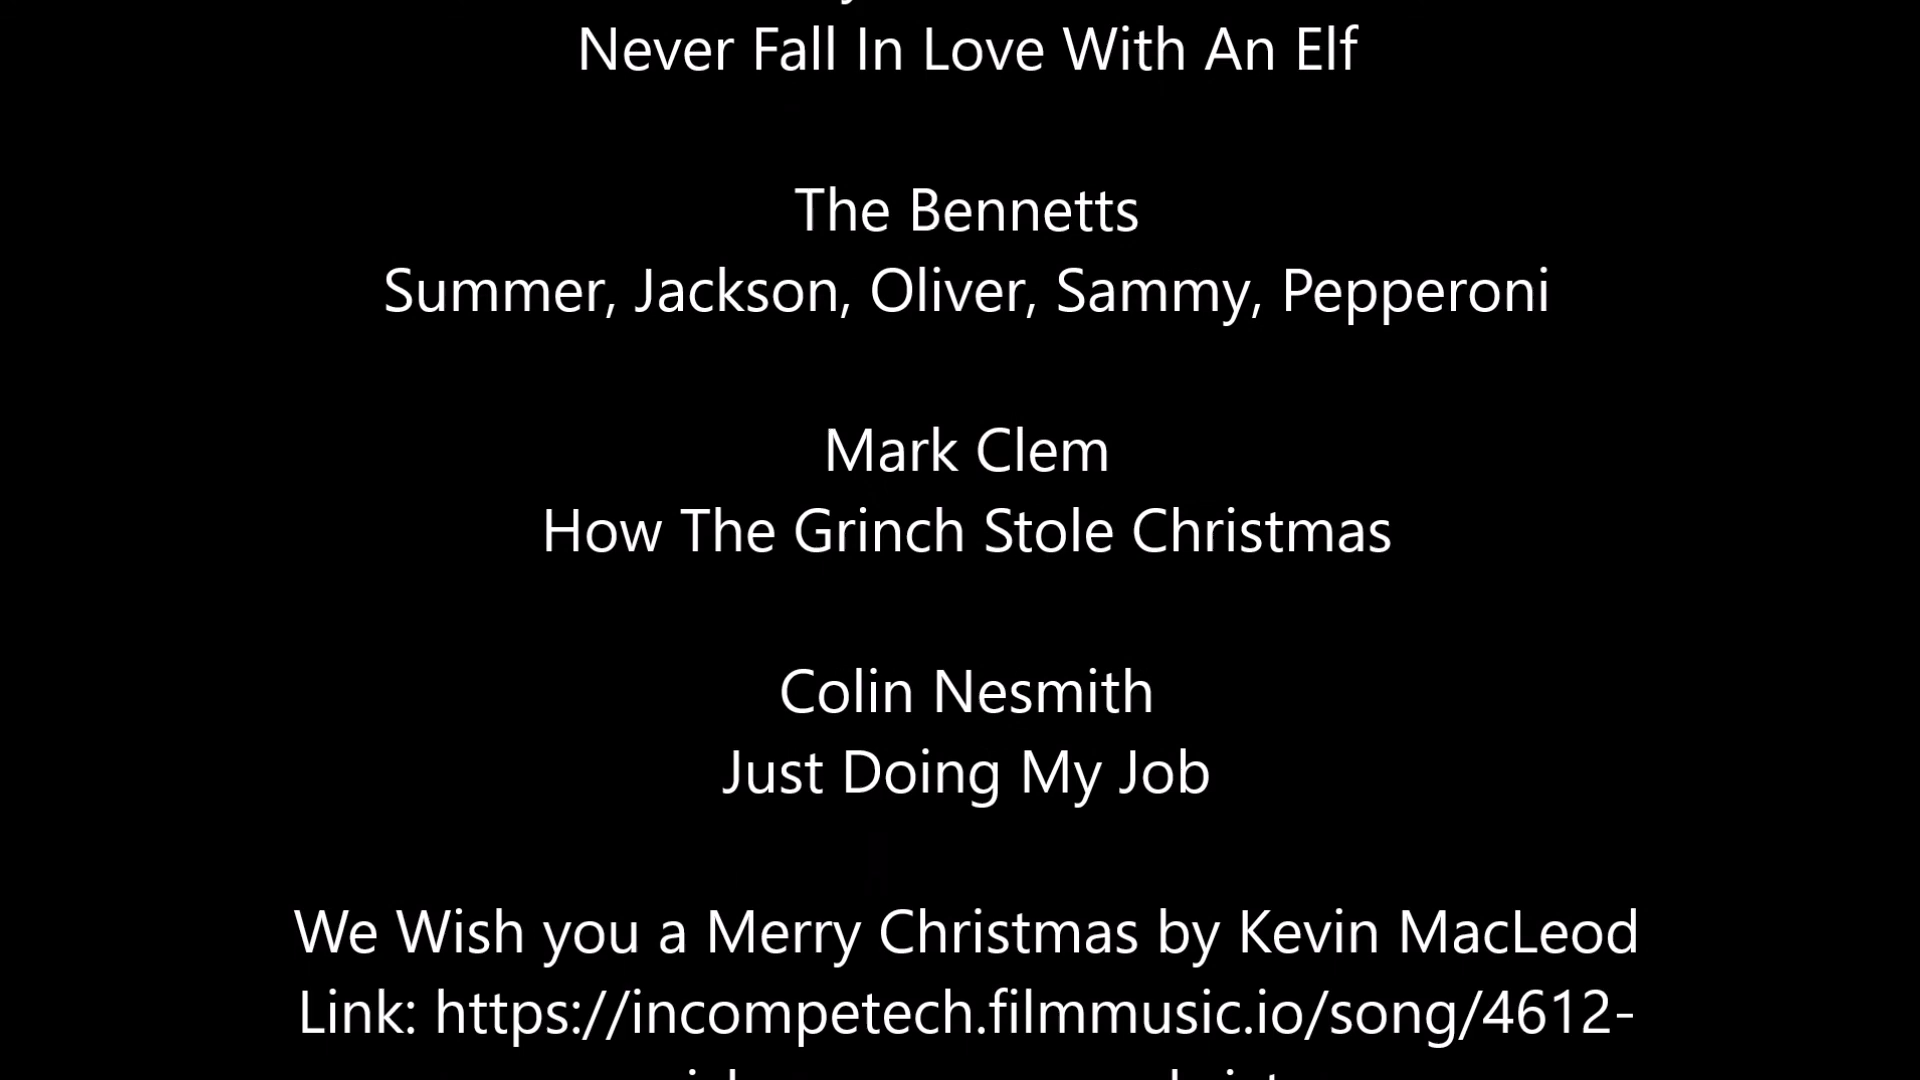 Never Fall In Love With An Elf
The Bennetts
Summer, Jackson, Oliver, Sammy, Pepperoni
Mark Clem
How The Grinch Stole Christmas
Colin Nesmith
Just Doing My Job
We Wish you a Merry Christmas by Kevin MacLeod
Link: https://incompetech.filmmusic.io/song/4612-